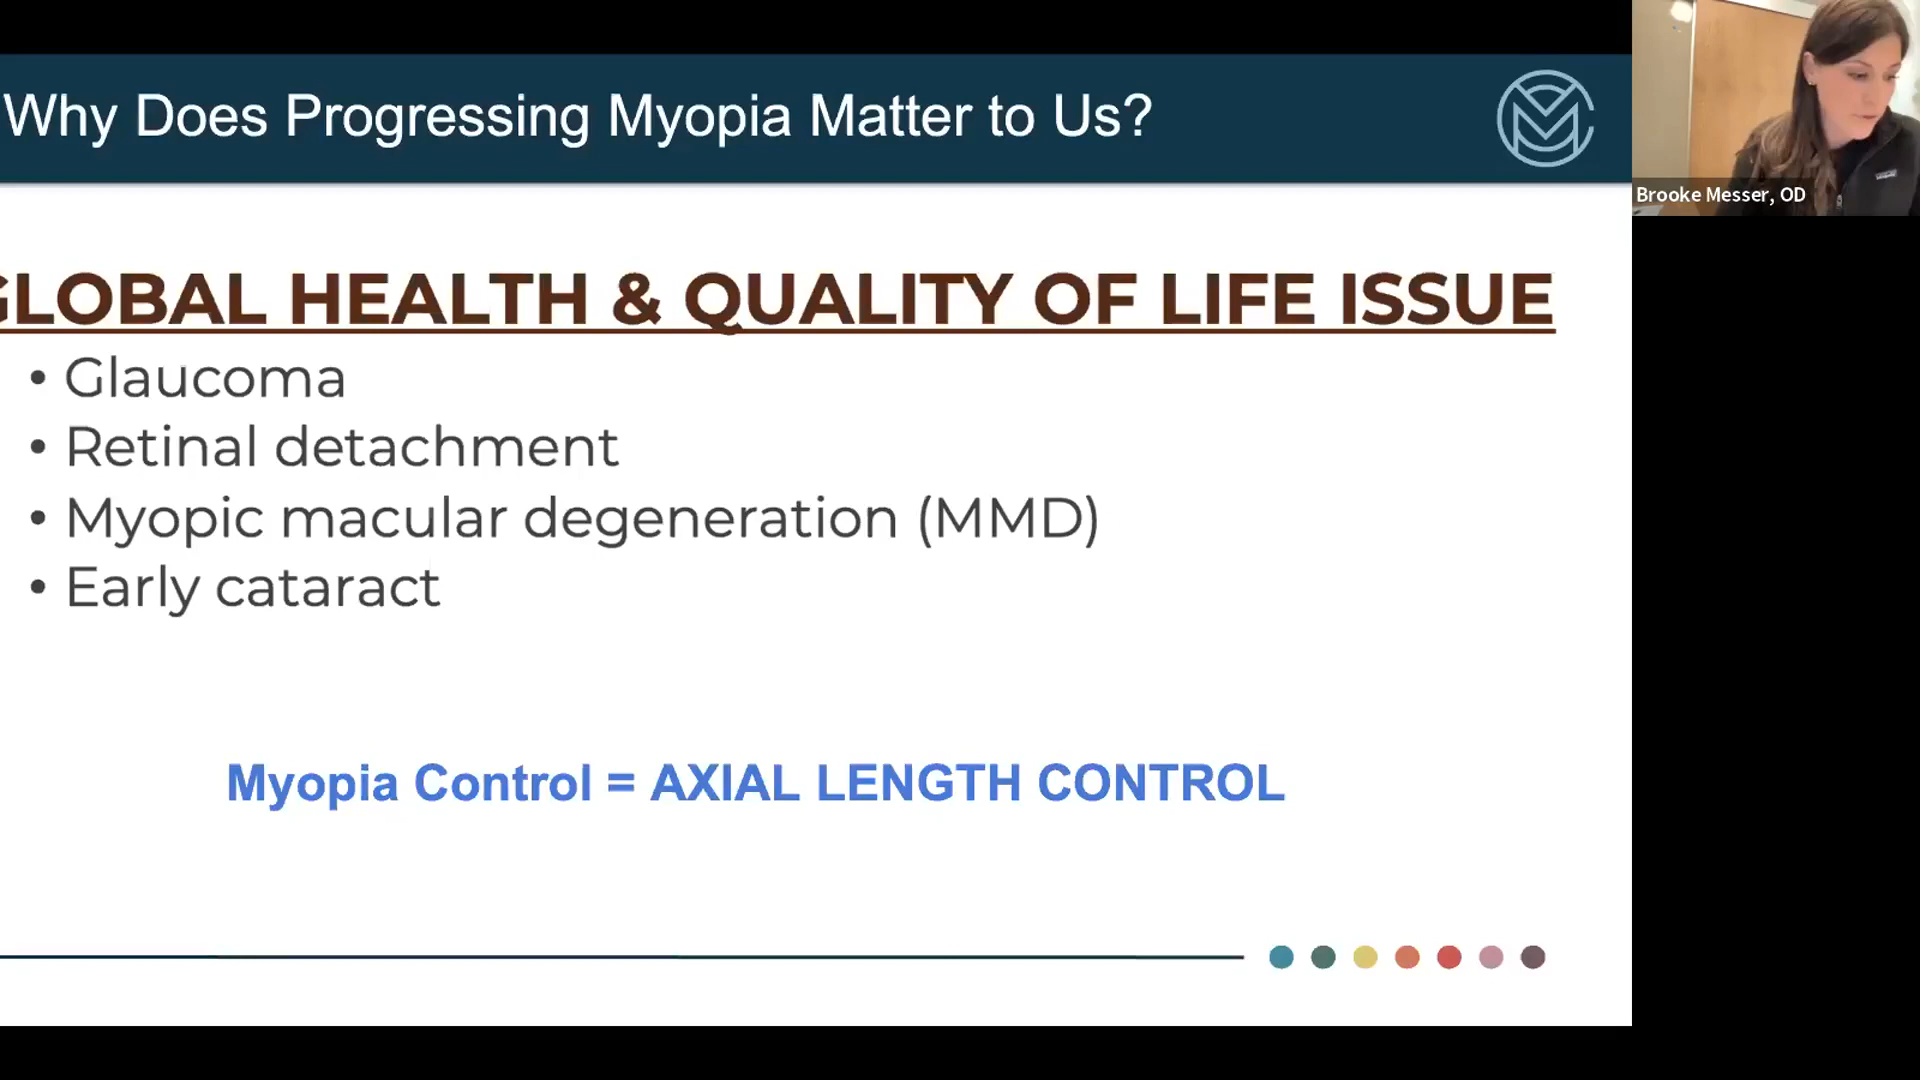 Why Does Progressing Myopia Matter to Us?
Brooke Messer, OD
GLOBAL HEALTH & QUALITY OF LIFE ISSUE
• Glaucoma
• Retinal detachment
• Myopic macular degeneration (MMD)
• Early cataract
Myopia Control = AXIAL LENGTH CONTROL